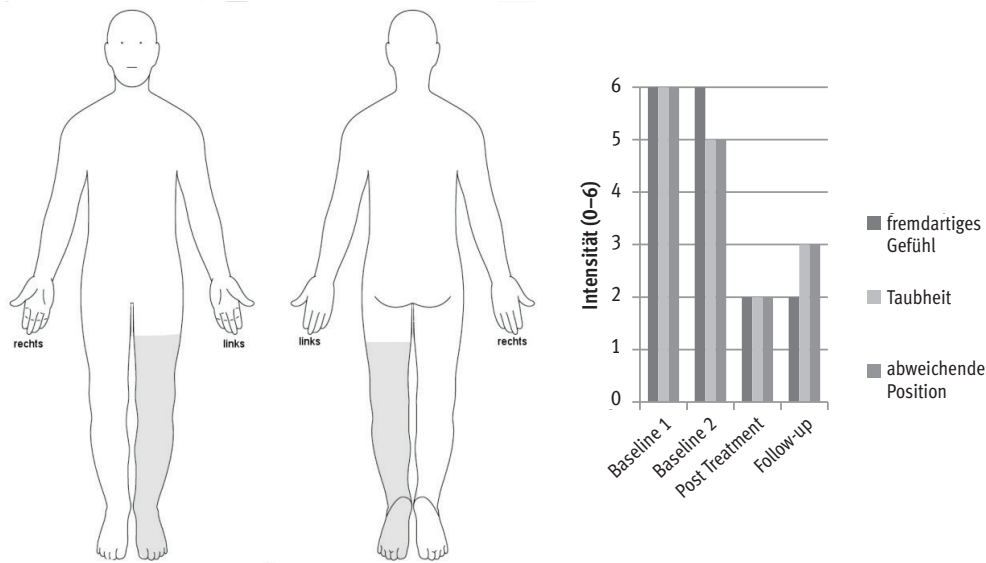 rechts
links
links
rechts
Intensität (0–6)
6
5
4
3
2
1
0
Baseline 1
Baseline 2
Post Treatment
Follow-up
fremdartiges
Gefühl
Taubheit
abweichende
Position